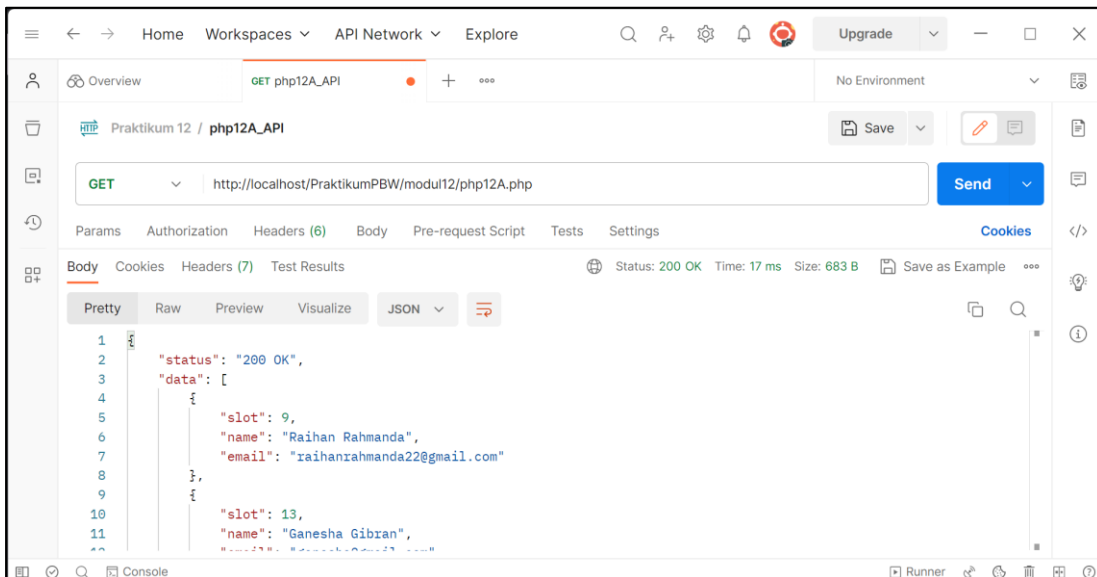 Home Workspaces API Network Explore Upgrade
Overview GET php12A_API No Environment
HTTP Praktikum 12 / php12A_API Save
GET http://localhost/PraktikumPBW/modul12/php12A.php Send
Params Authorization Headers (6) Body Pre-request Script Tests Settings Cookies
Body Cookies Headers (7) Test Results Status: 200 OK Time: 17 ms Size: 683 B Save as Example
Pretty Raw Preview Visualize JSON
1 {
2 "status": "200 OK",
3 "data": [
4 {
5 "slot": 9,
6 "name": "Raihan Rahmanda",
7 "email": "raihanrahmanda22@gmail.com"
8 },
9 {
10 "slot": 13,
11 "name": "Ganesha Gibran",
Console Runner